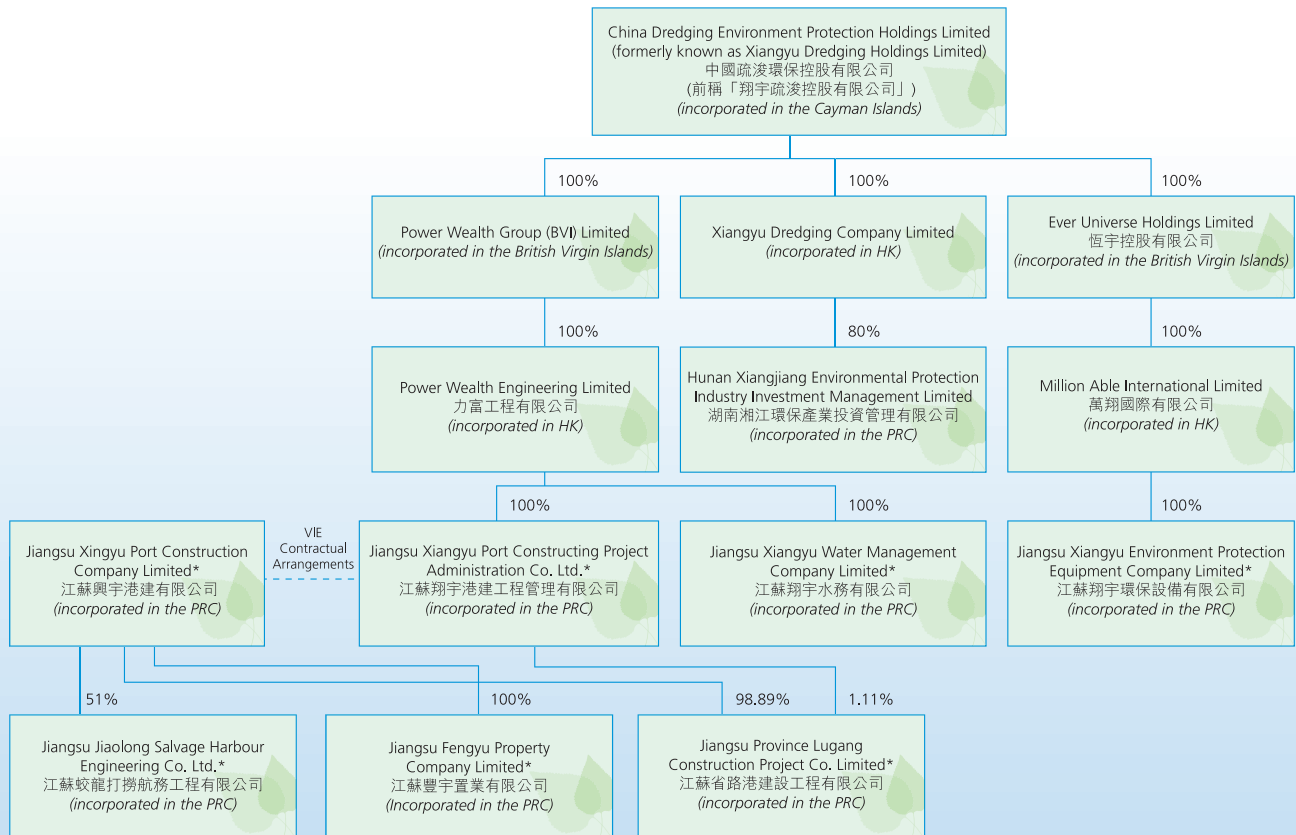 China Dredging Environment Protection Holdings Limited
(formerly known as Xiangyu Dredging Holdings Limited)
中國疏浚環保控股有限公司
(前稱「翔宇疏浚控股有限公司」)
(incorporated in the Cayman Islands)
100%
100%
100%
Power Wealth Group (BVI) Limited
(incorporated in the British Virgin Islands)
Xiangyu Dredging Company Limited
(incorporated in HK)
Ever Universe Holdings Limited
恆宇控股有限公司
(incorporated in the British Virgin Islands)
100%
80%
100%
Power Wealth Engineering Limited
力富工程有限公司
(incorporated in HK)
Hunan Xiangjiang Environmental Protection
Industry Investment Management Limited
湖南湘江環保產業投資管理有限公司
(incorporated in the PRC)
Million Able International Limited
萬翔國際有限公司
(incorporated in HK)
100%
100%
100%
Jiangsu Xingyu Port Construction
Company Limited*
江蘇興宇港建有限公司
(incorporated in the PRC)
VIE
Contractual
Arrangements
Jiangsu Xiangyu Port Constructing Project
Administration Co. Ltd.*
江蘇翔宇港建工程管理有限公司
(incorporated in the PRC)
Jiangsu Xiangyu Water Management
Company Limited*
江蘇翔宇水務有限公司
(incorporated in the PRC)
Jiangsu Xiangyu Environment Protection
Equipment Company Limited*
江蘇翔宇環保設備有限公司
(incorporated in the PRC)
51%
100%
98.89%
1.11%
Jiangsu Jiaolong Salvage Harbour
Engineering Co. Ltd.*
江蘇蛟龍打撈航務工程有限公司
(incorporated in the PRC)
Jiangsu Fengyu Property
Company Limited*
江蘇豐宇置業有限公司
(Incorporated in the PRC)
Jiangsu Province Lugang
Construction Project Co. Limited*
江蘇省路港建設工程有限公司
(incorporated in the PRC)